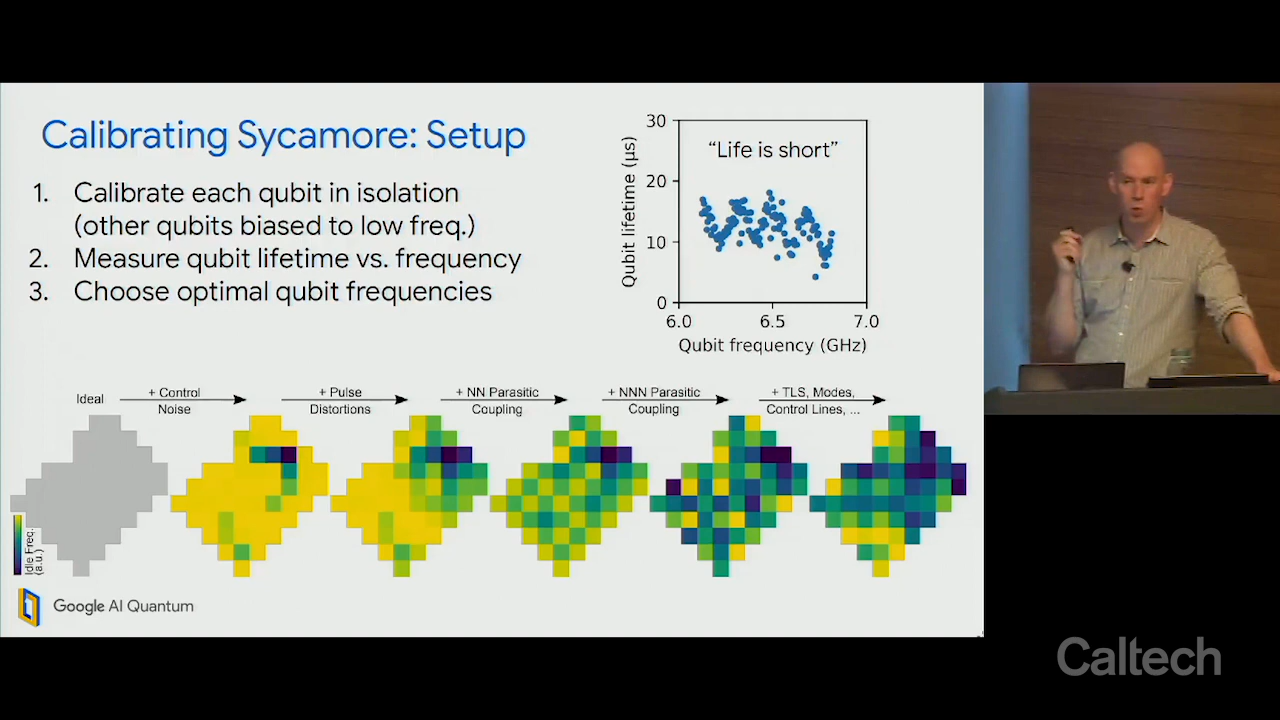 Calibrating Sycamore: Setup
1. Calibrate each qubit in isolation
(other qubits biased to low freq.)
2. Measure qubit lifetime vs. frequency
3. Choose optimal qubit frequencies
“Life is short”
Qubit lifetime (μs)
30
20
10
0
6.0 6.5 7.0
Qubit frequency (GHz)
Ideal
+ Control
Noise
+ Pulse
Distortions
+ NN Parasitic
Coupling
+ NNN Parasitic
Coupling
+ TLS, Modes,
Control Lines, ...
Idle Freq.
(a.u.)
Google AI Quantum
Caltech